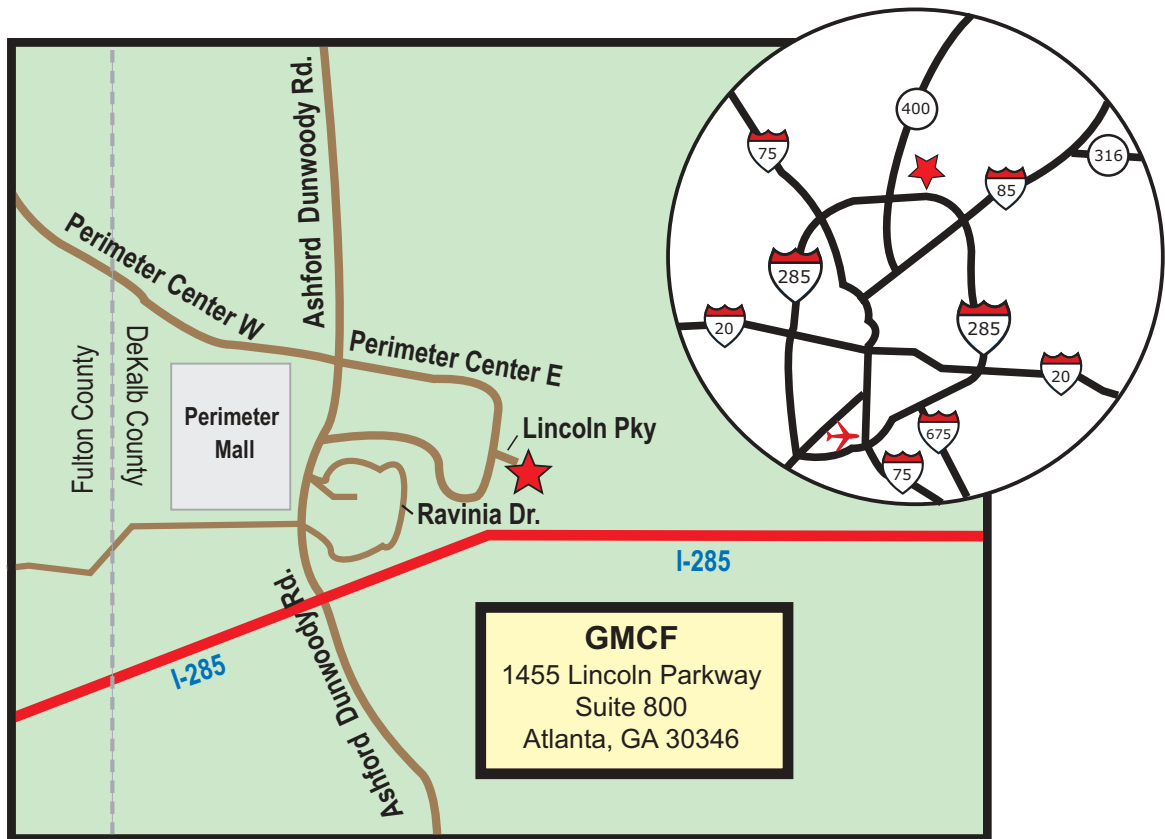 Ashford Dunwoody Rd.
Perimeter Center W
Perimeter Center E
Fulton County
DeKalb County
Perimeter
Mall
Lincoln Pky
Ravinia Dr.
I-285
I-285
Ashford Dunwoody Rd.
GMCF
1455 Lincoln Parkway
Suite 800
Atlanta, GA 30346
400
75
316
85
285
20
285
20
675
75